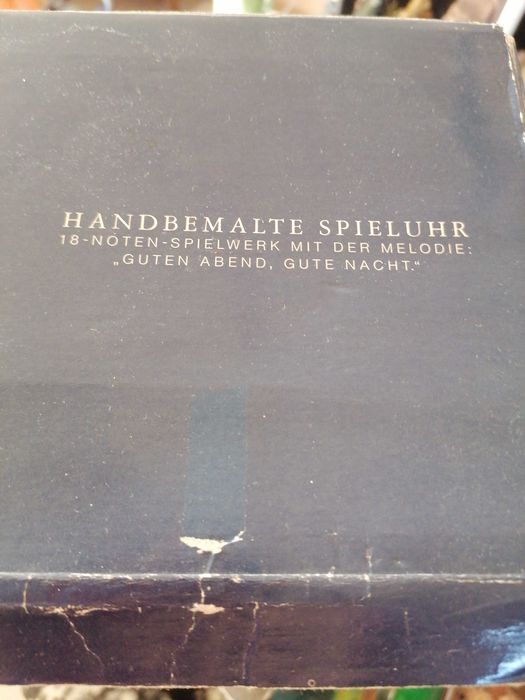 HANDBEMALTE SPIELUHR
18-NOTEN-SPIELWERK MIT DER MELODIE:
„GUTEN ABEND, GUTE NACHT.“